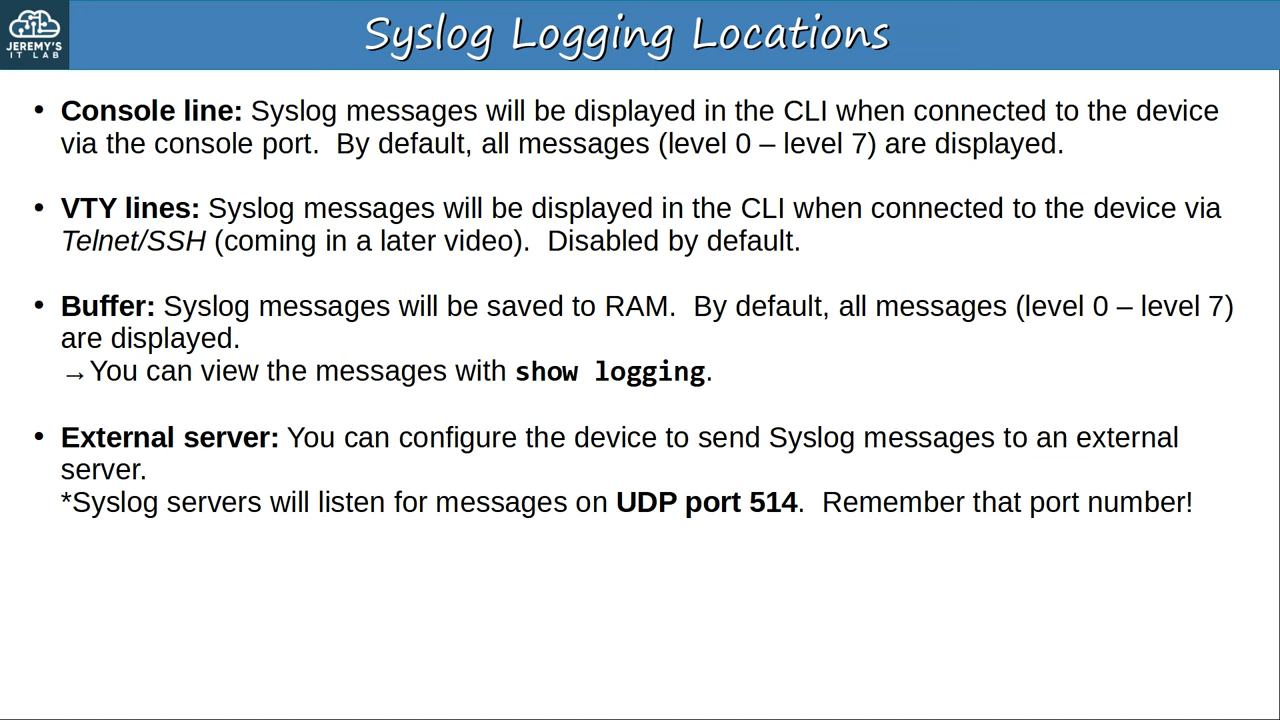 JEREMY'S
IT LAB
Syslog Logging Locations
• Console line: Syslog messages will be displayed in the CLI when connected to the device
via the console port.  By default, all messages (level 0 – level 7) are displayed.
• VTY lines: Syslog messages will be displayed in the CLI when connected to the device via
Telnet/SSH (coming in a later video).  Disabled by default.
• Buffer: Syslog messages will be saved to RAM.  By default, all messages (level 0 – level 7)
are displayed.
→You can view the messages with show logging.
• External server: You can configure the device to send Syslog messages to an external
server.
*Syslog servers will listen for messages on UDP port 514.  Remember that port number!